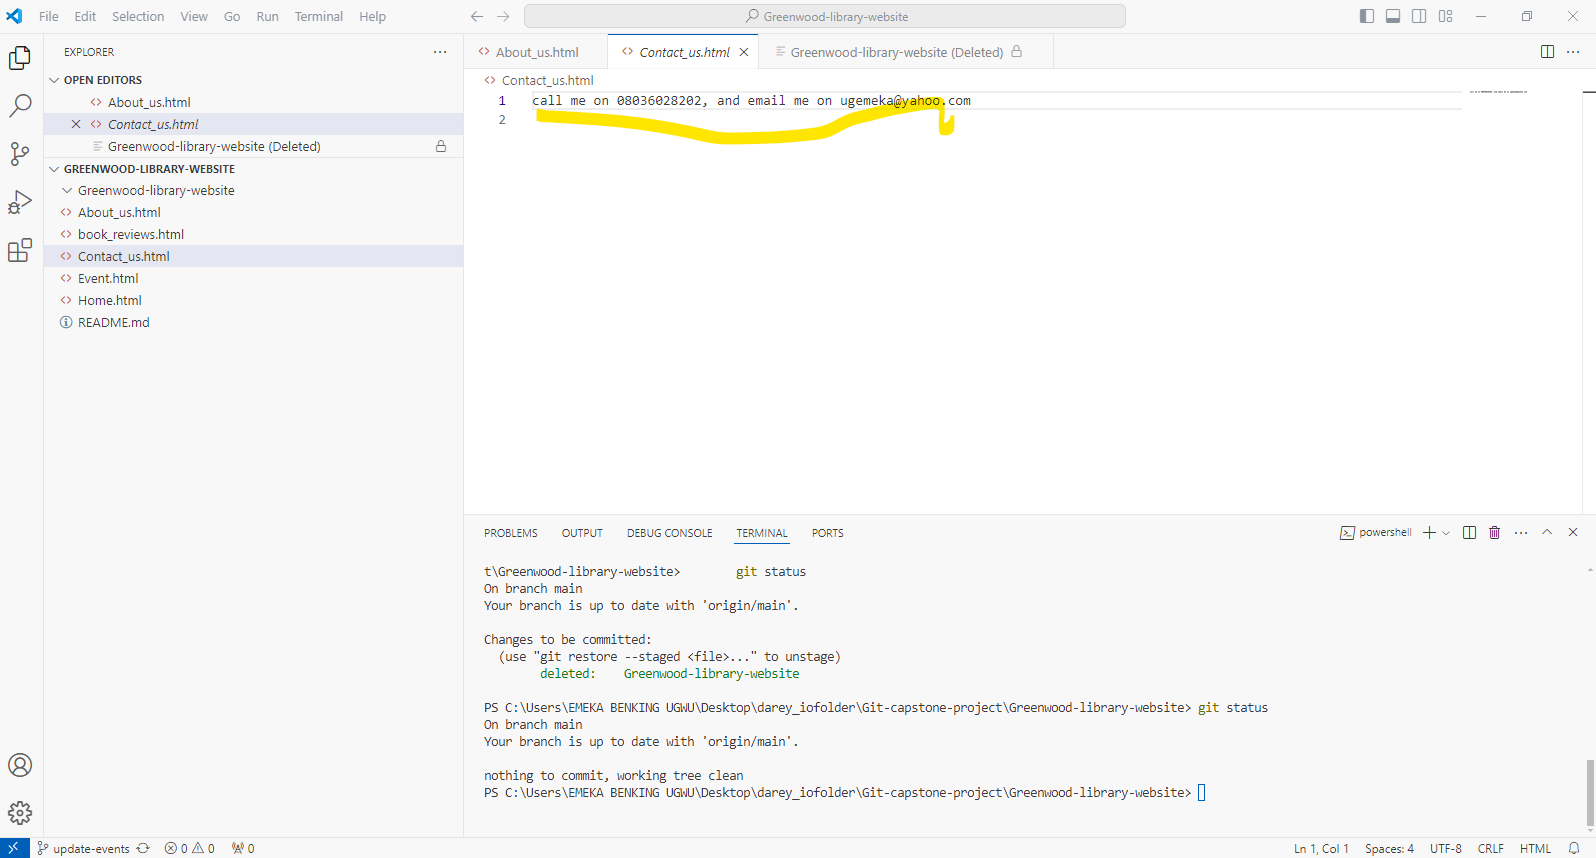 File Edit Selection View Go Run Terminal Help
Greenwood-library-website
EXPLORER
OPEN EDITORS
About_us.html
Contact_us.html
Greenwood-library-website (Deleted)
GREENWOOD-LIBRARY-WEBSITE
Greenwood-library-website
About_us.html
book_reviews.html
Contact_us.html
Event.html
Home.html
README.md
About_us.html Contact_us.html Greenwood-library-website (Deleted)
Contact_us.html
1 call me on 08036028202, and email me on ugemeka@yahoo.com
2
PROBLEMS OUTPUT DEBUG CONSOLE TERMINAL PORTS
powershell
t\Greenwood-library-website> git status
On branch main
Your branch is up to date with 'origin/main'.
Changes to be committed:
(use "git restore --staged <file>..." to unstage)
deleted: Greenwood-library-website
PS C:\Users\EMEKA BENKING UGWU\Desktop\darey_iofolder\Git-capstone-project\Greenwood-library-website> git status
On branch main
Your branch is up to date with 'origin/main'.
nothing to commit, working tree clean
PS C:\Users\EMEKA BENKING UGWU\Desktop\darey_iofolder\Git-capstone-project\Greenwood-library-website>
update-events 0 0 0
Ln 1, Col 1 Spaces: 4 UTF-8 CRLF HTML